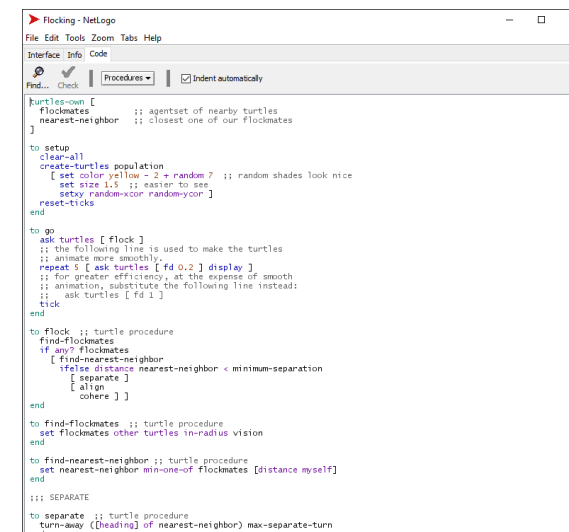 Flocking - NetLogo
File Edit Tools Zoom Tabs Help
Interface Info Code
Find... Check Procedures Indent automatically
turtles-own [
  flockmates         ;; agentset of nearby turtles
  nearest-neighbor   ;; closest one of our flockmates
]

to setup
  clear-all
  create-turtles population
    [ set color yellow - 2 + random 7  ;; random shades look nice
      set size 1.5  ;; easier to see
      setxy random-xcor random-ycor ]
  reset-ticks
end

to go
  ask turtles [ flock ]
  ;; the following line is used to make the turtles
  ;; animate more smoothly.
  repeat 5 [ ask turtles [ fd 0.2 ] display ]
  ;; for greater efficiency, at the expense of smooth
  ;; animation, substitute the following line instead:
  ;;   ask turtles [ fd 1 ]
  tick
end

to flock  ;; turtle procedure
  find-flockmates
  if any? flockmates
    [ find-nearest-neighbor
      ifelse distance nearest-neighbor < minimum-separation
        [ separate ]
        [ align
          cohere ] ]
end

to find-flockmates  ;; turtle procedure
  set flockmates other turtles in-radius vision
end

to find-nearest-neighbor ;; turtle procedure
  set nearest-neighbor min-one-of flockmates [distance myself]
end

;;; SEPARATE

to separate  ;; turtle procedure
  turn-away ([heading] of nearest-neighbor) max-separate-turn